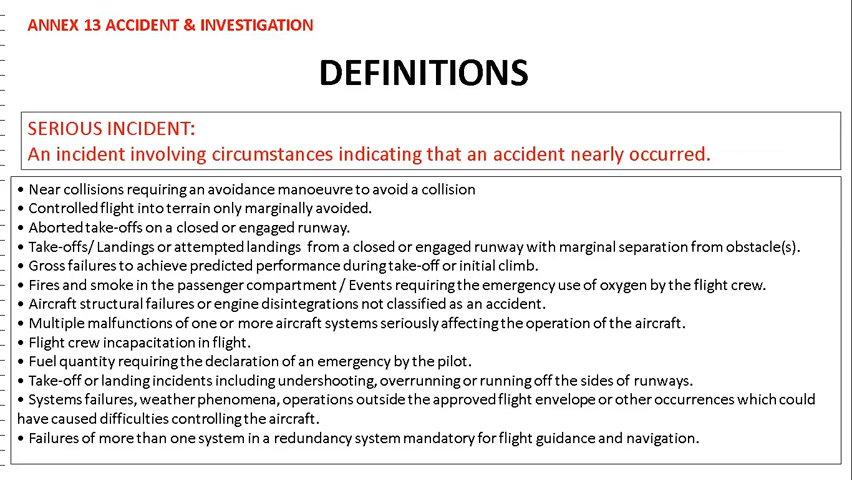 ANNEX 13 ACCIDENT & INVESTIGATION
DEFINITIONS
SERIOUS INCIDENT:
An incident involving circumstances indicating that an accident nearly occurred.
• Near collisions requiring an avoidance manoeuvre to avoid a collision
• Controlled flight into terrain only marginally avoided.
• Aborted take-offs on a closed or engaged runway.
• Take-offs/ Landings or attempted landings from a closed or engaged runway with marginal separation from obstacle(s).
• Gross failures to achieve predicted performance during take-off or initial climb.
• Fires and smoke in the passenger compartment / Events requiring the emergency use of oxygen by the flight crew.
• Aircraft structural failures or engine disintegrations not classified as an accident.
• Multiple malfunctions of one or more aircraft systems seriously affecting the operation of the aircraft.
• Flight crew incapacitation in flight.
• Fuel quantity requiring the declaration of an emergency by the pilot.
• Take-off or landing incidents including undershooting, overrunning or running off the sides of runways.
• Systems failures, weather phenomena, operations outside the approved flight envelope or other occurrences which could
have caused difficulties controlling the aircraft.
• Failures of more than one system in a redundancy system mandatory for flight guidance and navigation.